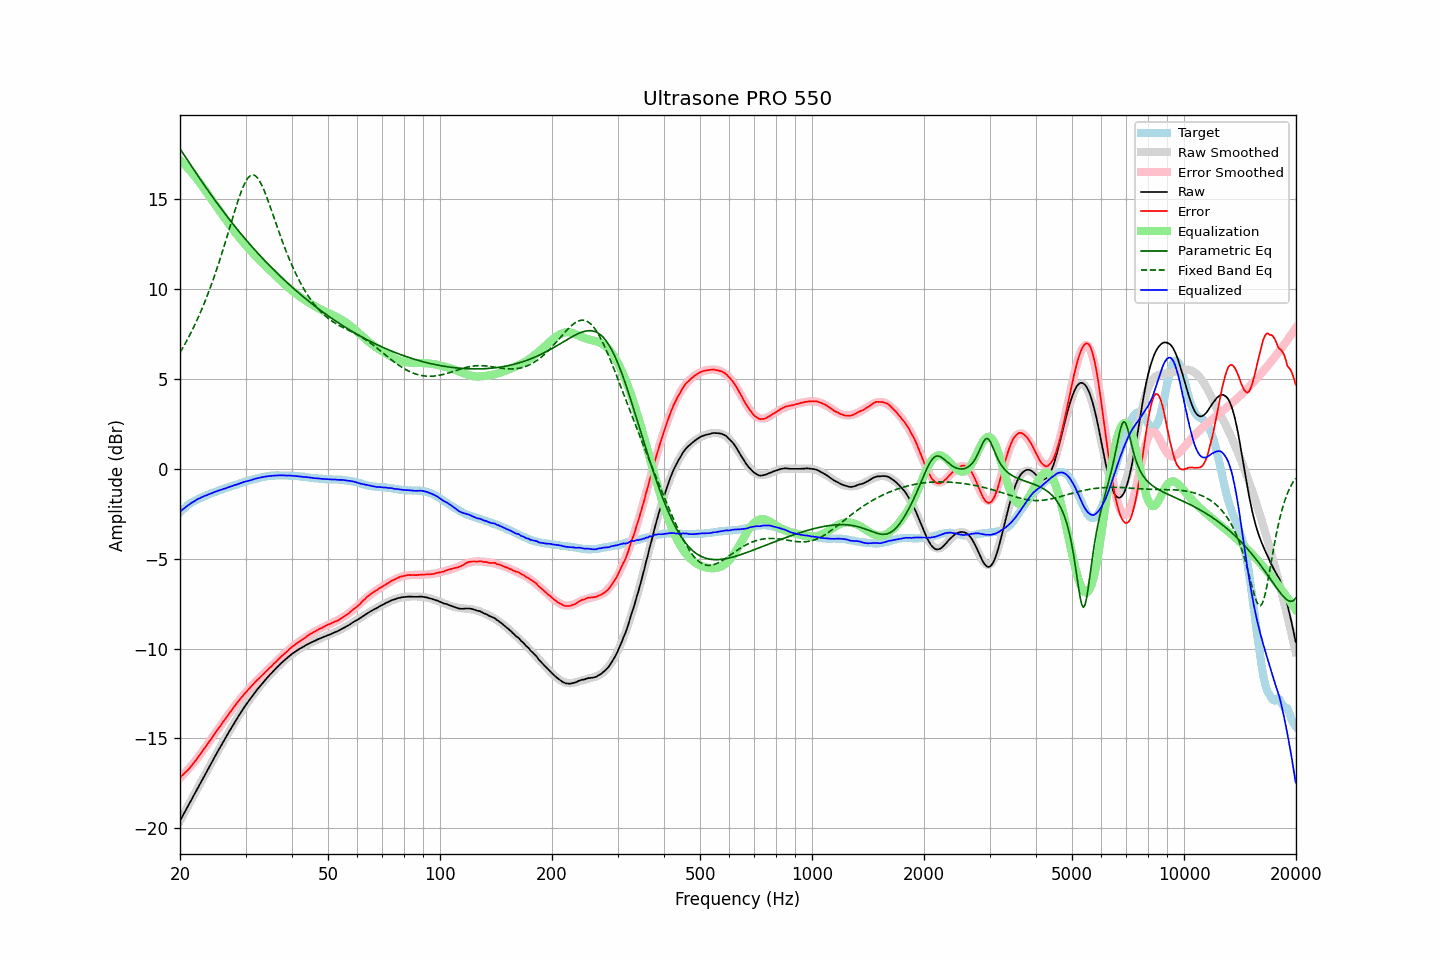 Ultrasone PRO 550
Target
Raw Smoothed
Error Smoothed
Raw
Error
Equalization
Parametric Eq
Fixed Band Eq
Equalized
Amplitude (dBr)
15
10
5
0
−5
−10
−15
−20
20
50
100
200
500
1000
2000
5000
10000
20000
Frequency (Hz)